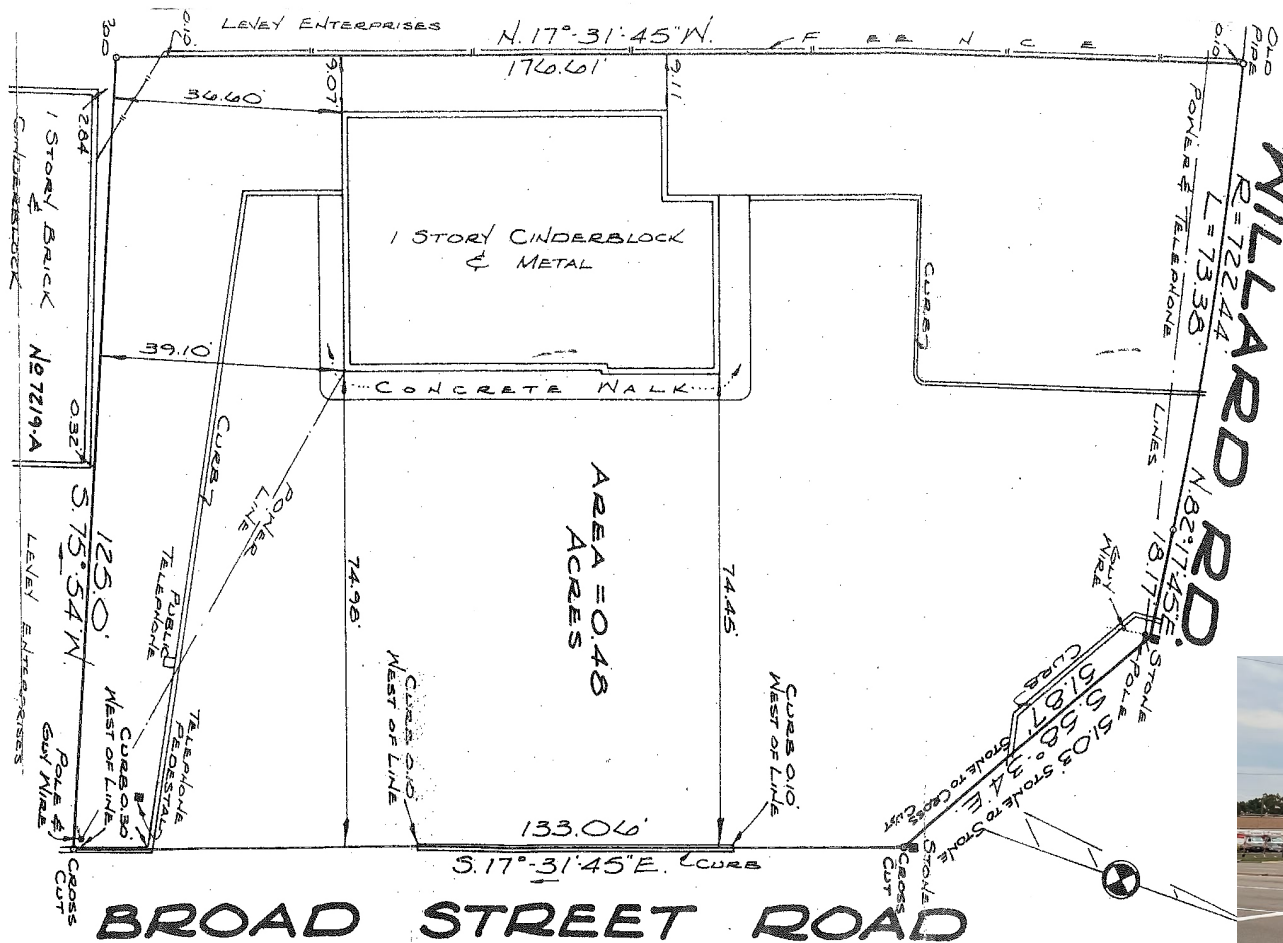 LEVEY ENTERPRISES
N. 17°-31'-45"W.
FENCE
176.61'
0.10'
OLD PIPE
0.10
36.60'
9.07'
9.11'
2.84'
1 STORY BRICK
&
CINDERBLOCK
No 7219-A
0.32'
1 STORY CINDERBLOCK
& METAL
CURB
POWER & TELEPHONE
LINES
L = 73.38'
R = 722.44'
WILLARD RD.
39.10'
CONCRETE WALK
CURB
POWER
LINE
AREA = 0.48
ACRES
74.98'
74.45'
N. 82°-17'-45"E.
18.17'
GUY
WIRE
STONE
POLE
CURB
51.87'
STONE TO CROSS CUT
S. 58° 34' E.
51.03' STONE TO STONE
125.0'
S. 75°-54' W.
LEVEY ENTERPRISES
PUBLIC
TELEPHONE
TELEPHONE
PEDESTAL
CURB 0.30'
WEST OF LINE
POLE &
GUY WIRE
CROSS
CUT
CURB 0.10
WEST OF LINE
CURB 0.10'
WEST OF LINE
133.06'
S. 17°-31'-45"E.
CURB
STONE
CROSS
CUT
BROAD STREET ROAD